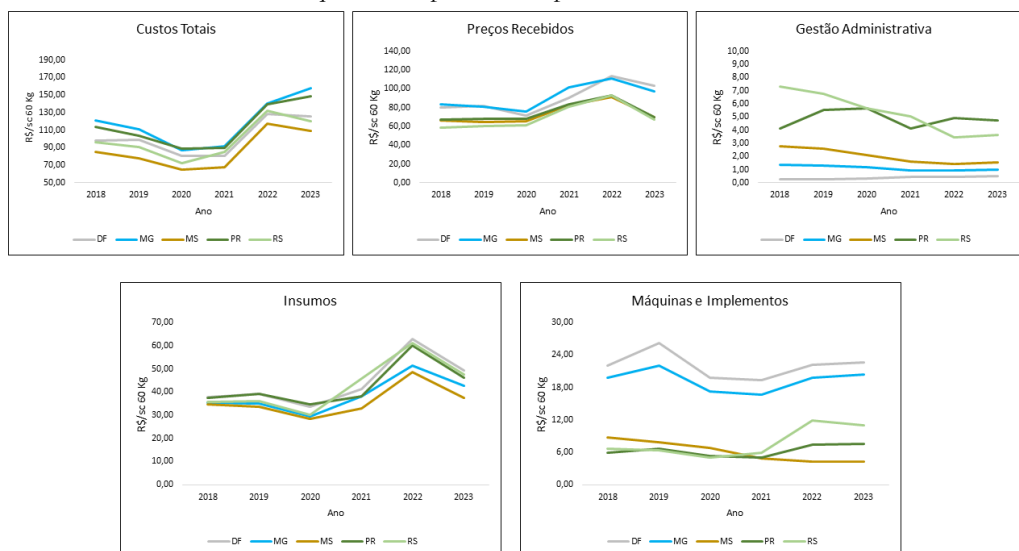 Custos Totais
R$/sc 60 Kg
190,00
170,00
150,00
130,00
110,00
90,00
70,00
50,00
2018 2019 2020 2021 2022 2023
Ano
DF MG MS PR RS
Preços Recebidos
R$/sc 60 Kg
140,00
120,00
100,00
80,00
60,00
40,00
20,00
0,00
2018 2019 2020 2021 2022 2023
Ano
DF MG MS PR RS
Gestão Administrativa
R$/sc 60 Kg
10,00
9,00
8,00
7,00
6,00
5,00
4,00
3,00
2,00
1,00
0,00
2018 2019 2020 2021 2022 2023
Ano
DF MG MS PR RS
Insumos
R$/sc 60 Kg
70,00
60,00
50,00
40,00
30,00
20,00
10,00
0,00
2018 2019 2020 2021 2022 2023
Ano
DF MG MS PR RS
Máquinas e Implementos
R$/sc 60 Kg
30,00
24,00
18,00
12,00
6,00
0,00
2018 2019 2020 2021 2022 2023
Ano
DF MG MS PR RS